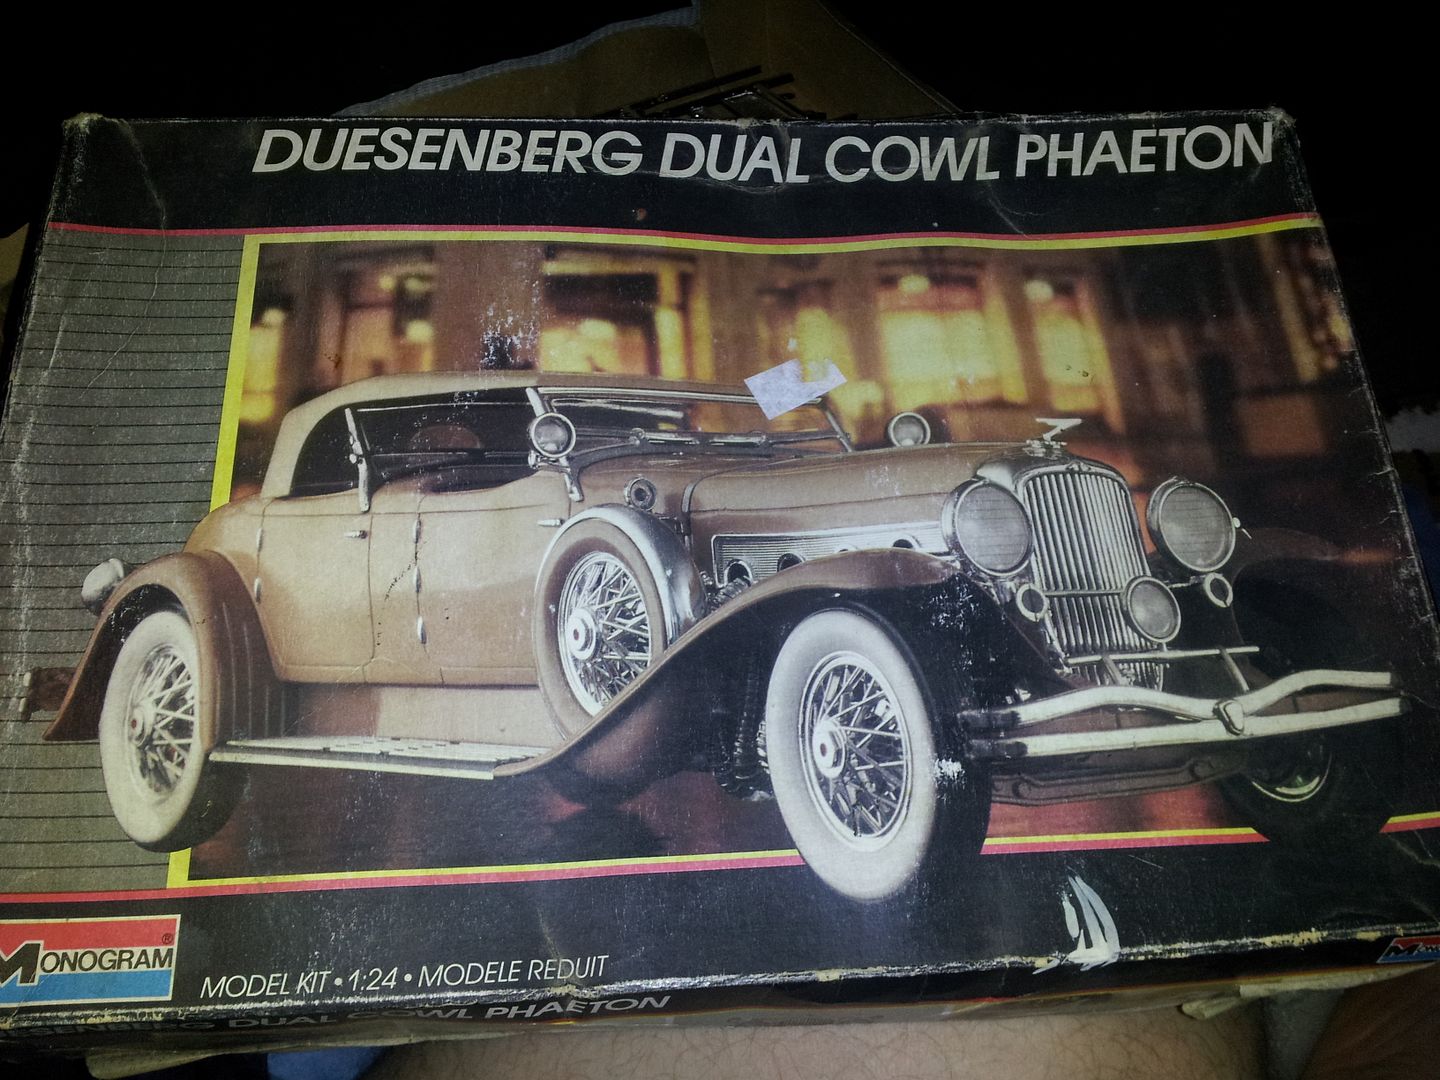 DUESENBERG DUAL COWL PHAETON
MONOGRAM®
MODEL KIT • 1:24 • MODELE REDUIT
DUAL COWL PHAETON